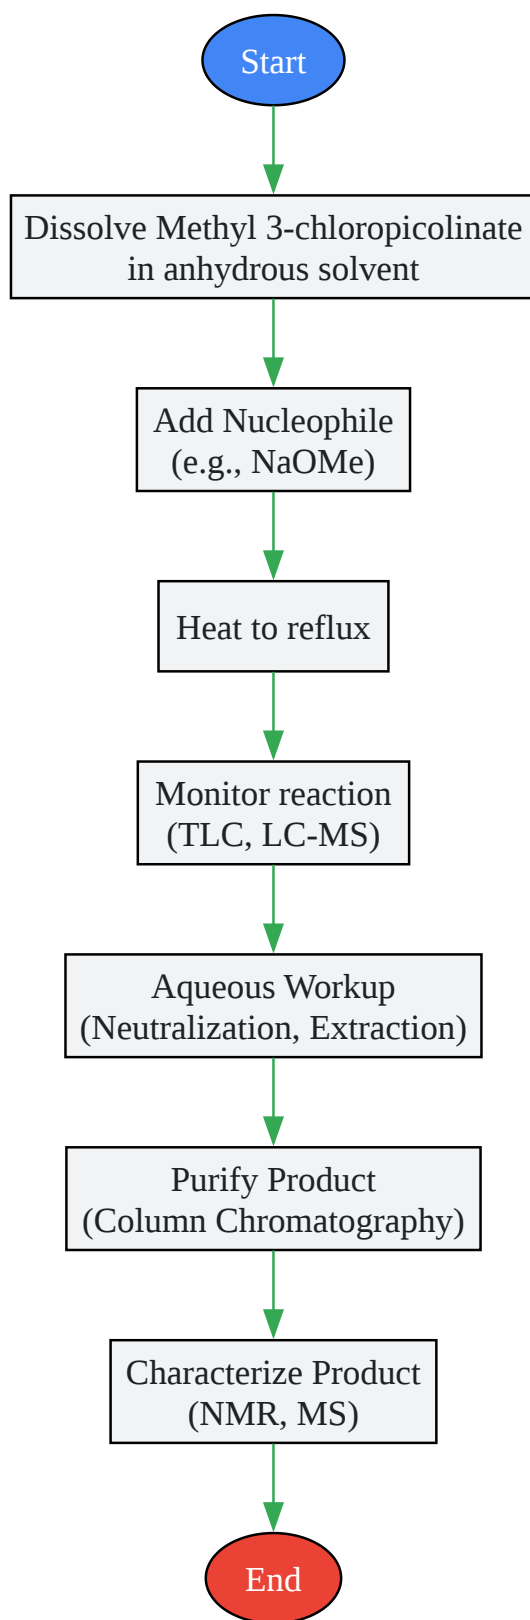 Start
Dissolve Methyl 3-chloropicolinate
in anhydrous solvent
Add Nucleophile
(e.g., NaOMe)
Heat to reflux
Monitor reaction
(TLC, LC-MS)
Aqueous Workup
(Neutralization, Extraction)
Purify Product
(Column Chromatography)
Characterize Product
(NMR, MS)
End